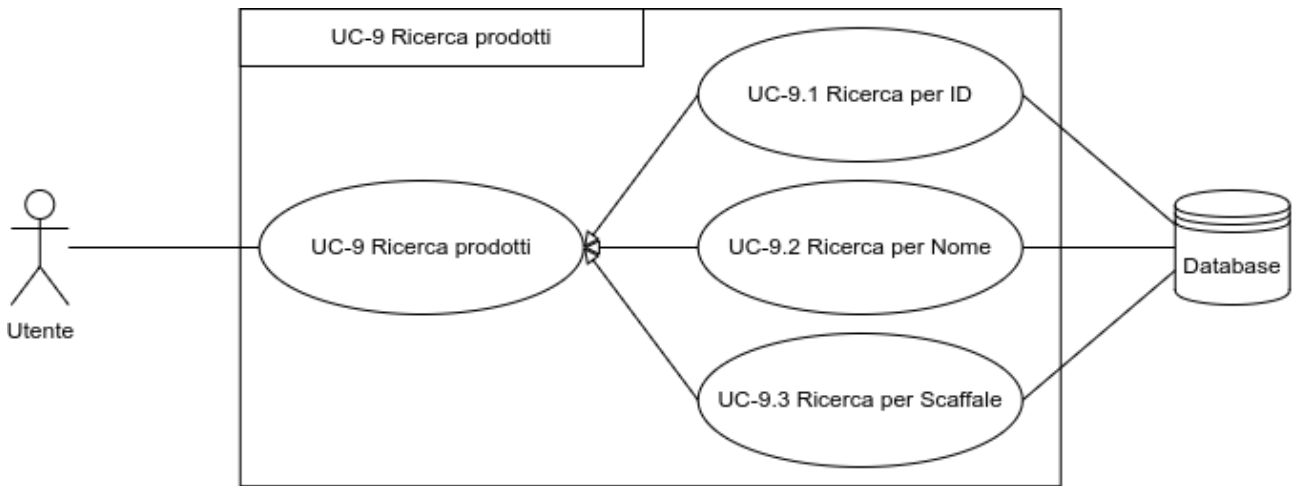 UC-9 Ricerca prodotti
UC-9.1 Ricerca per ID
UC-9 Ricerca prodotti
UC-9.2 Ricerca per Nome
Database
Utente
UC-9.3 Ricerca per Scaffale